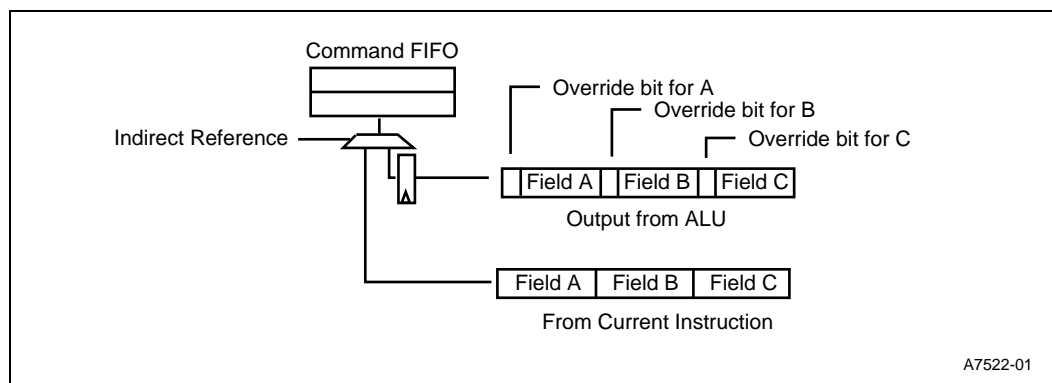 Command FIFO
Override bit for A
Override bit for B
Indirect Reference
Override bit for C
Field A Field B Field C
Output from ALU
Field A Field B Field C
From Current Instruction
A7522-01